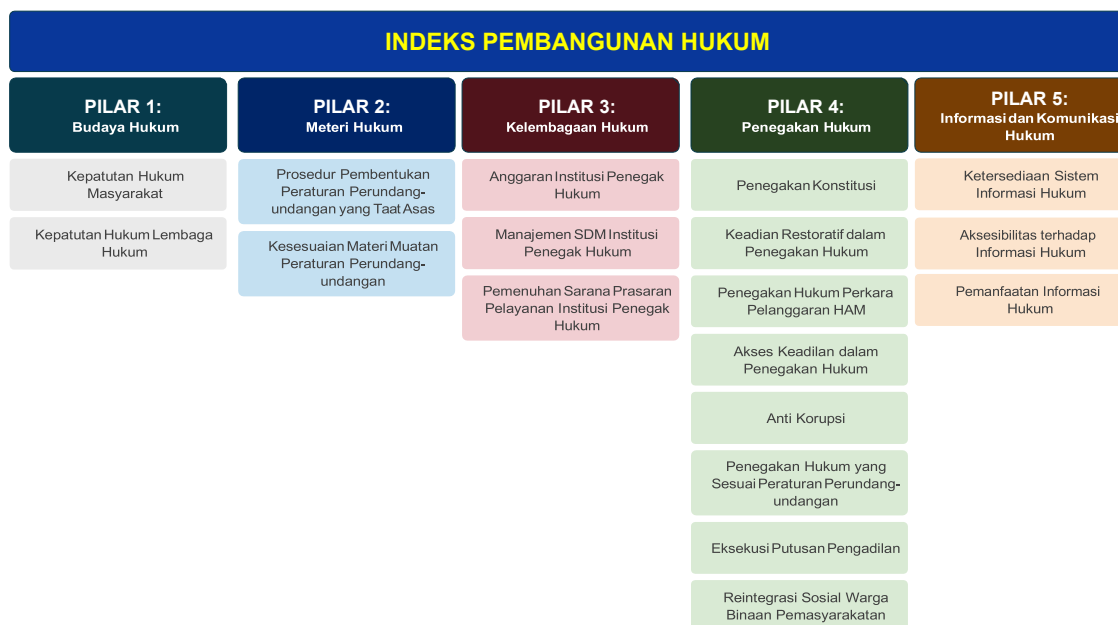 INDEKS PEMBANGUNAN HUKUM
PILAR 1:
Budaya Hukum
Kepatutan Hukum
Masyarakat
Kepatutan Hukum Lembaga
Hukum
PILAR 2:
Meteri Hukum
Prosedur Pembentukan
Peraturan Perundang-
undangan yang Taat Asas
Kesesuaian Materi Muatan
Peraturan Perundang-
undangan
PILAR 3:
Kelembagaan Hukum
Anggaran Institusi Penegak
Hukum
Manajemen SDM Institusi
Penegak Hukum
Pemenuhan Sarana Prasaran
Pelayanan Institusi Penegak
Hukum
PILAR 4:
Penegakan Hukum
Penegakan Konstitusi
Keadian Restoratif dalam
Penegakan Hukum
Penegakan Hukum Perkara
Pelanggaran HAM
Akses Keadilan dalam
Penegakan Hukum
Anti Korupsi
Penegakan Hukum yang
Sesuai Peraturan Perundang-
undangan
Eksekusi Putusan Pengadilan
Reintegrasi Sosial Warga
Binaan Pemasyarakatan
PILAR 5:
Informasi dan Komunikasi
Hukum
Ketersediaan Sistem
Informasi Hukum
Aksesibilitas terhadap
Informasi Hukum
Pemanfaatan Informasi
Hukum